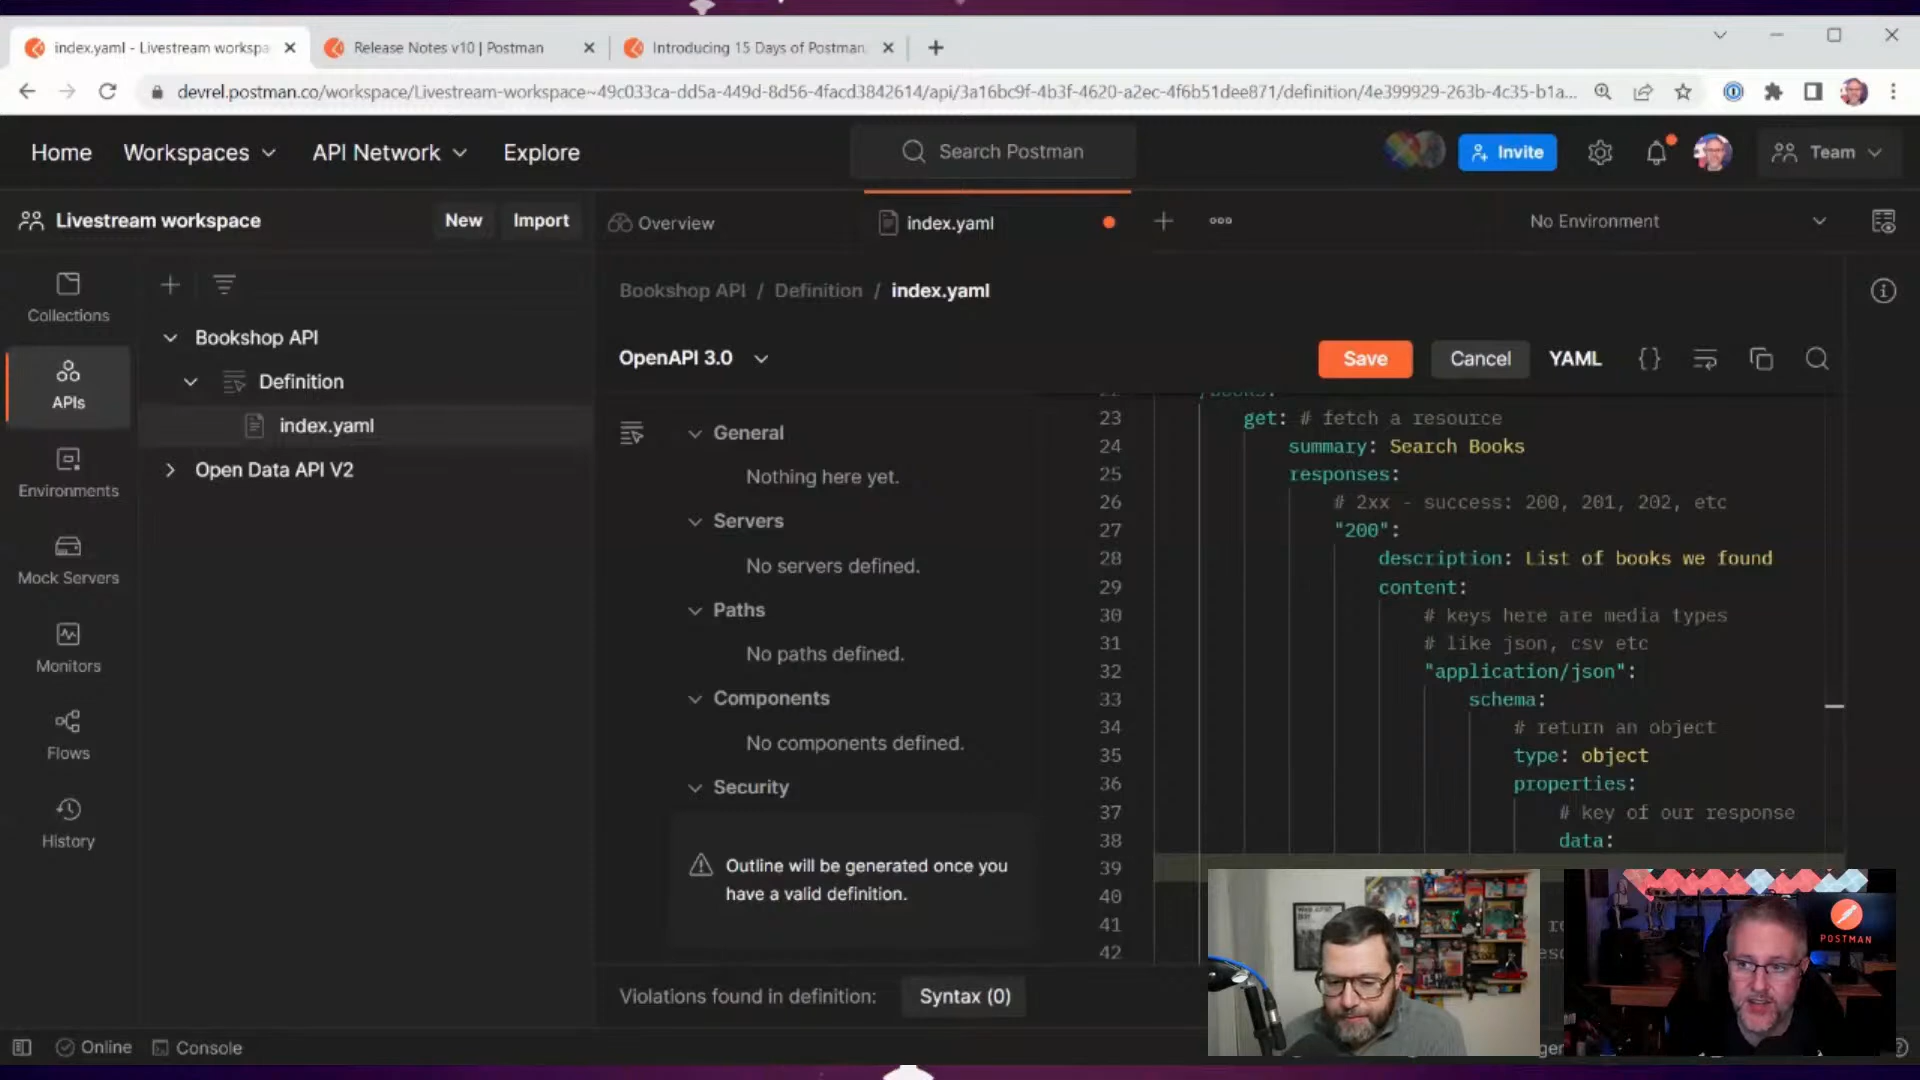 index.yaml - Livestream workspa
Release Notes v10 | Postman
Introducing 15 Days of Postman
devrel.postman.co/workspace/Livestream-workspace~49c033ca-dd5a-449d-8d56-4facd3842614/api/3a16bc9f-4b3f-4620-a2ec-4f6b51dee871/definition/4e399929-263b-4c35-b1a...
Home
Workspaces
API Network
Explore
Search Postman
Invite
Team
Livestream workspace
New
Import
Overview
index.yaml
No Environment
Collections
APIs
Environments
Mock Servers
Monitors
Flows
History
Bookshop API
Definition
index.yaml
Open Data API V2
Bookshop API / Definition / index.yaml
OpenAPI 3.0
Save
Cancel
YAML
General
Nothing here yet.
Servers
No servers defined.
Paths
No paths defined.
Components
No components defined.
Security
Outline will be generated once you
have a valid definition.
23 get: # fetch a resource
24 summary: Search Books
25 responses:
26 # 2xx - success: 200, 201, 202, etc
27 "200":
28 description: List of books we found
29 content:
30 # keys here are media types
31 # like json, csv etc
32 "application/json":
33 schema:
34 # return an object
35 type: object
36 properties:
37 # key of our response
38 data:
39
40
41
42
Violations found in definition:
Syntax (0)
POSTMAN
Online
Console